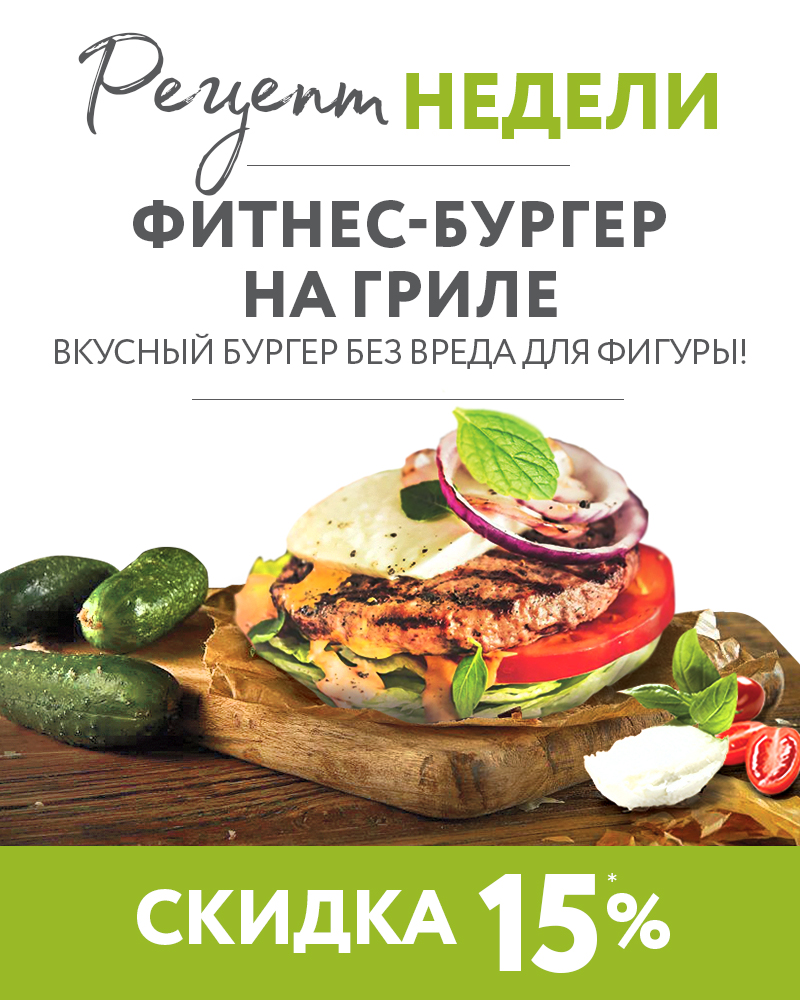 Рецепт НЕДЕЛИ
ФИТНЕС-БУРГЕР
НА ГРИЛЕ
ВКУСНЫЙ БУРГЕР БЕЗ ВРЕДА ДЛЯ ФИГУРЫ!
СКИДКА 15*%